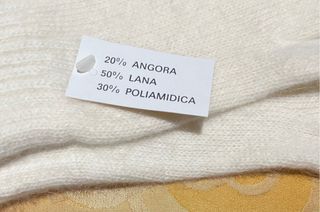 20% ANGORA
50% LANA
30% POLIAMIDICA